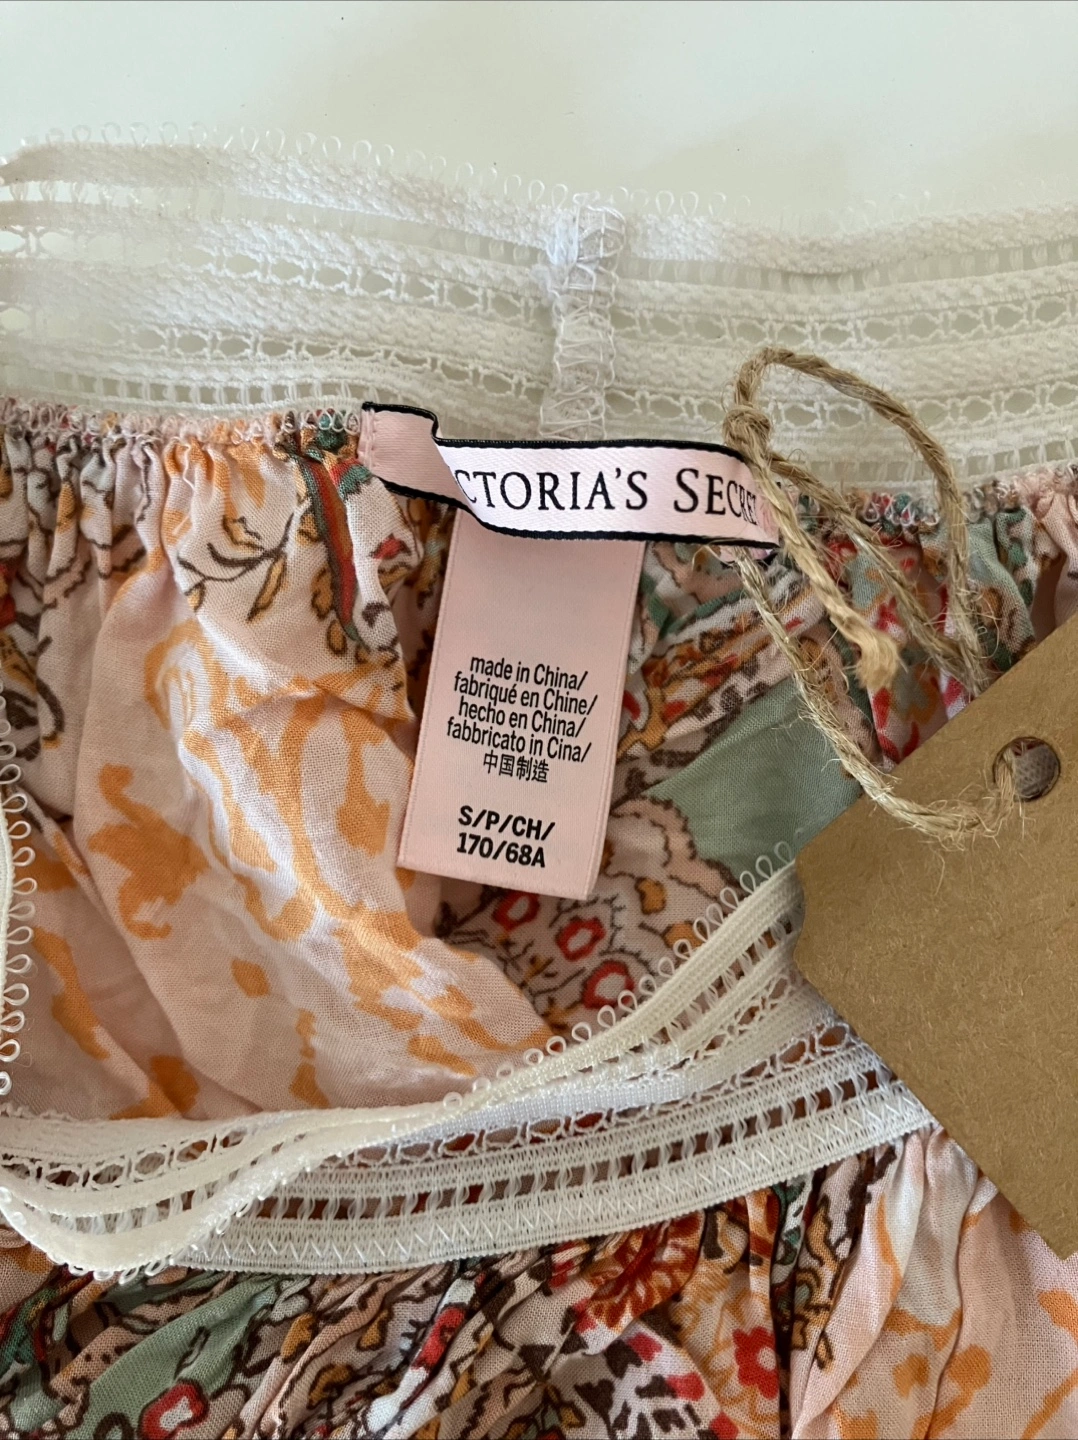 CTORIA'S SECRE
made in China/
fabriqué en Chine/
hecho en China/
fabbricato in Cina/
中国制造
S/P/CH/
170/68A